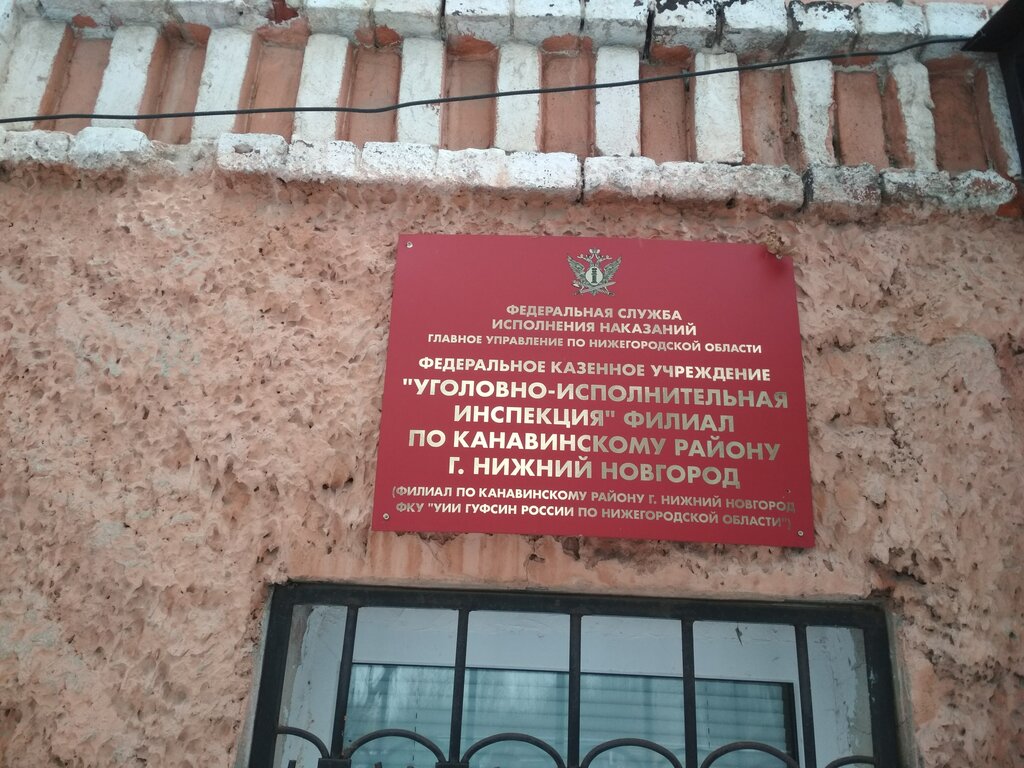 ФЕДЕРАЛЬНАЯ СЛУЖБА
ИСПОЛНЕНИЯ НАКАЗАНИЙ
ГЛАВНОЕ УПРАВЛЕНИЕ ПО НИЖЕГОРОДСКОЙ ОБЛАСТИ
ФЕДЕРАЛЬНОЕ КАЗЕННОЕ УЧРЕЖДЕНИЕ
"УГОЛОВНО-ИСПОЛНИТЕЛЬНАЯ
ИНСПЕКЦИЯ" ФИЛИАЛ
ПО КАНАВИНСКОМУ РАЙОНУ
Г. НИЖНИЙ НОВГОРОД
(ФИЛИАЛ ПО КАНАВИНСКОМУ РАЙОНУ Г. НИЖНИЙ НОВГОРОД
ФКУ "УИИ ГУФСИН РОССИИ ПО НИЖЕГОРОДСКОЙ ОБЛАСТИ")